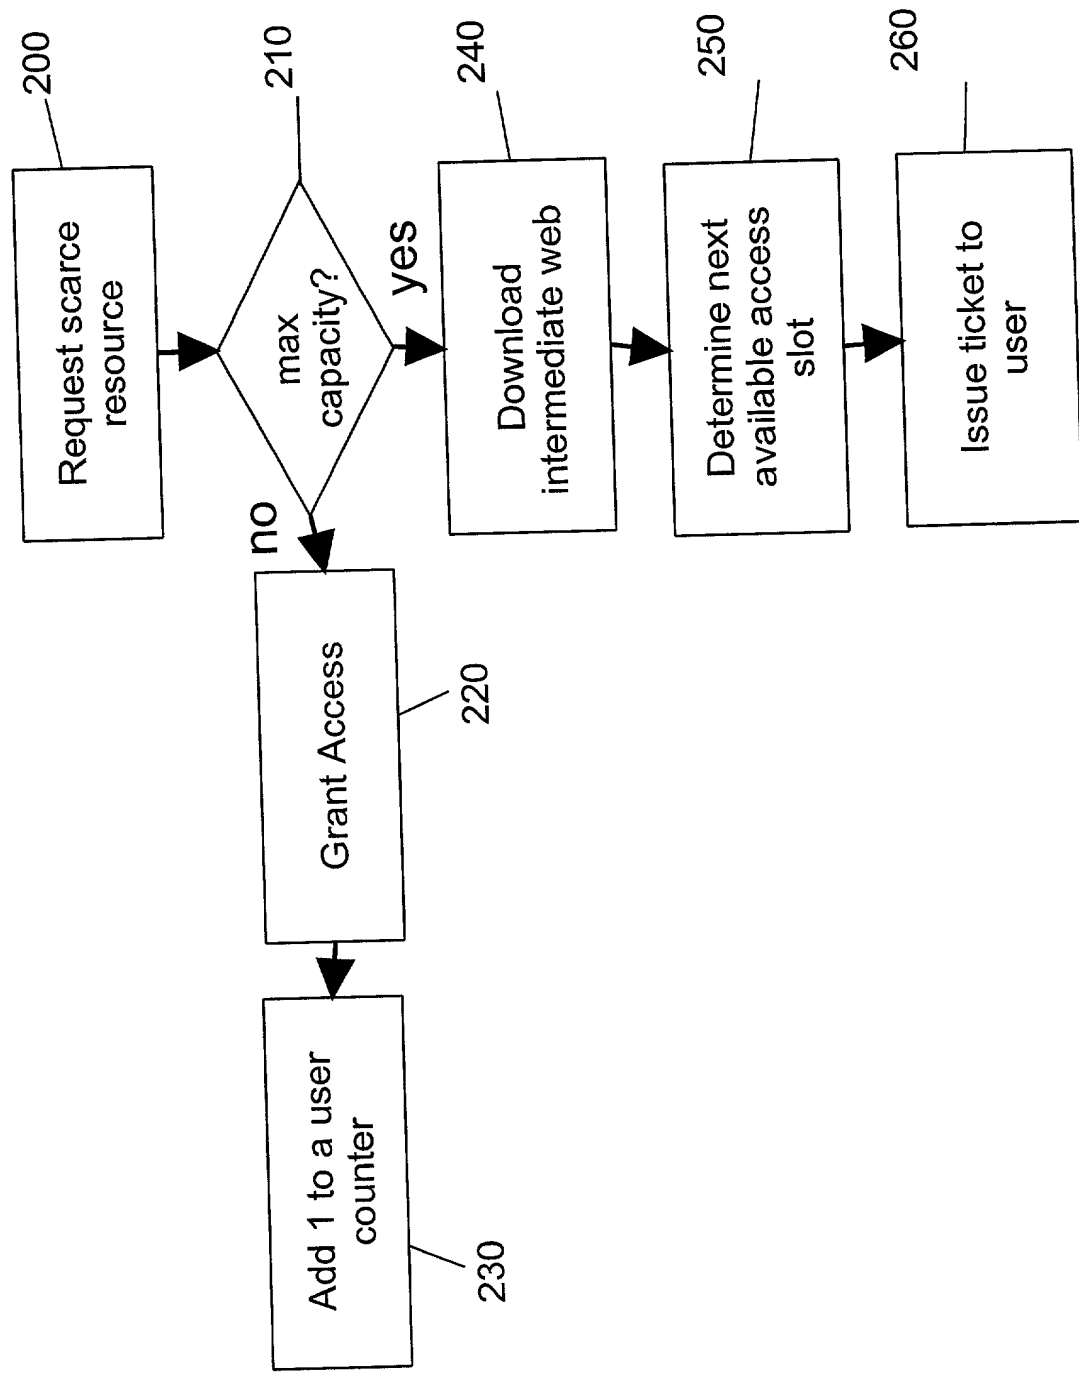 200
Request scarce
resource
210
max
capacity?
no
yes
220
Grant Access
230
Add 1 to a user
counter
240
Download
intermediate web
250
Determine next
available access
slot
260
Issue ticket to
user